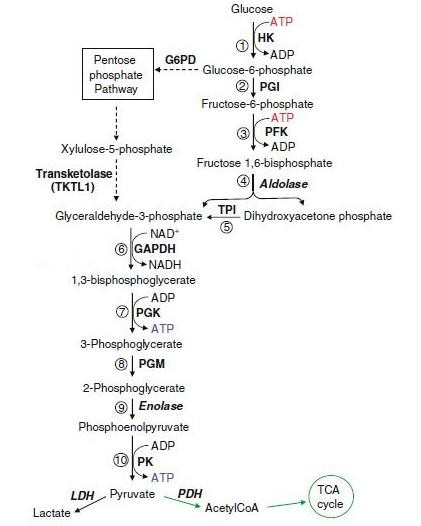 Glucose
ATP
① HK
ADP
Pentose
phosphate
Pathway
G6PD
Glucose-6-phosphate
② PGI
Fructose-6-phosphate
ATP
③ PFK
ADP
Xylulose-5-phosphate
Fructose 1,6-bisphosphate
Transketolase
(TKTL1)
④ Aldolase
Glyceraldehyde-3-phosphate
TPI
⑤
Dihydroxyacetone phosphate
NAD+
⑥ GAPDH
NADH
1,3-bisphosphoglycerate
ADP
⑦ PGK
ATP
3-Phosphoglycerate
⑧ PGM
2-Phosphoglycerate
⑨ Enolase
Phosphoenolpyruvate
ADP
⑩ PK
ATP
LDH
Pyruvate
PDH
Lactate
AcetylCoA
TCA
cycle